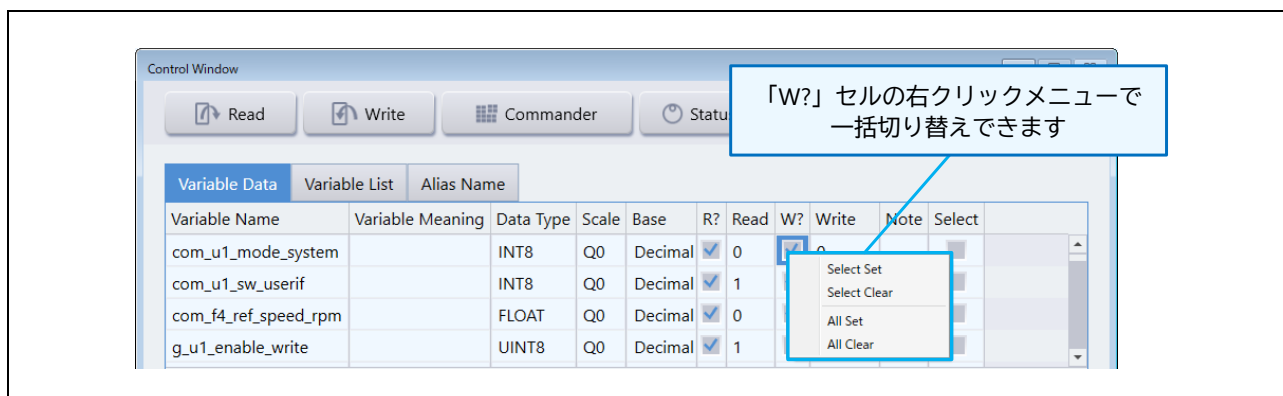 Control Window
「W?」セルの右クリックメニューで
一括切り替えできます
Read Write Commander Statu
Variable Data Variable List Alias Name
Variable Name Variable Meaning Data Type Scale Base R? Read W? Write Note Select
com_u1_mode_system INT8 Q0 Decimal 0 0
com_u1_sw_userif INT8 Q0 Decimal 1
com_f4_ref_speed_rpm FLOAT Q0 Decimal 0
g_u1_enable_write UINT8 Q0 Decimal 1
Select Set
Select Clear
All Set
All Clear